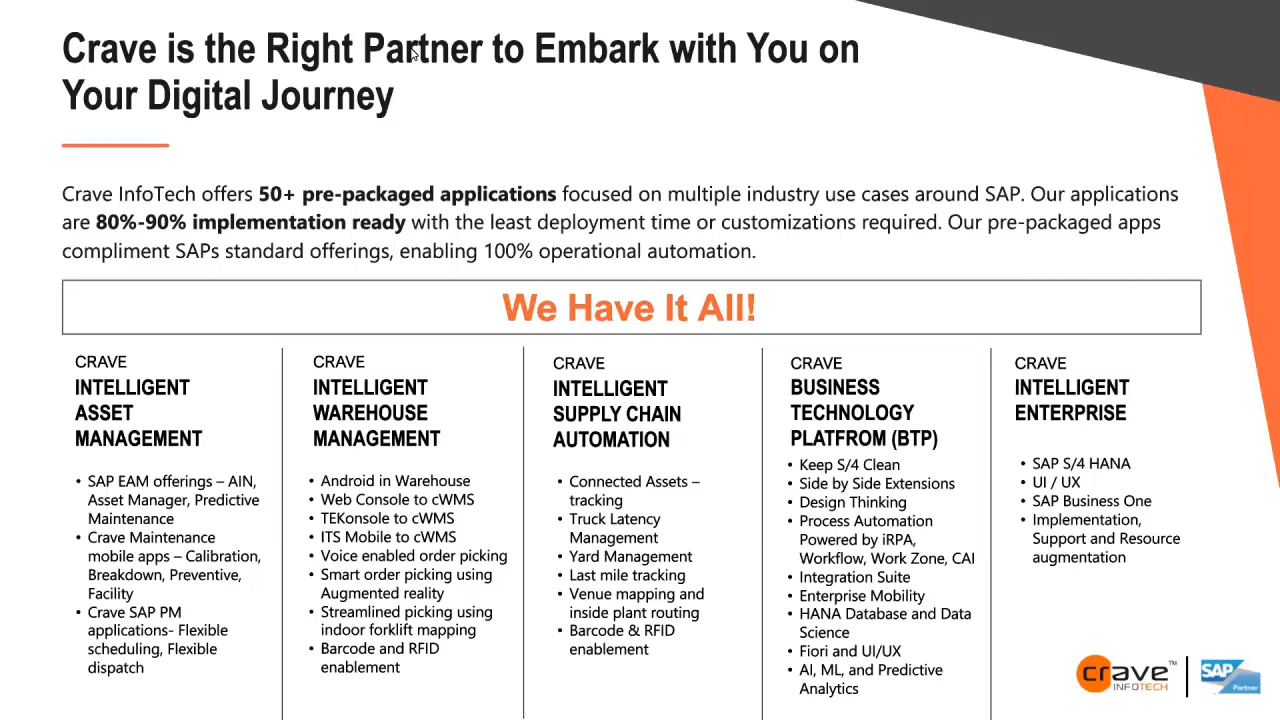 Crave is the Right Partner to Embark with You on
Your Digital Journey
Crave InfoTech offers 50+ pre-packaged applications focused on multiple industry use cases around SAP. Our applications
are 80%-90% implementation ready with the least deployment time or customizations required. Our pre-packaged apps
compliment SAPs standard offerings, enabling 100% operational automation.
We Have It All!
CRAVE
INTELLIGENT
ASSET
MANAGEMENT
• SAP EAM offerings – AIN,
Asset Manager, Predictive
Maintenance
• Crave Maintenance
mobile apps – Calibration,
Breakdown, Preventive,
Facility
• Crave SAP PM
applications- Flexible
scheduling, Flexible
dispatch
CRAVE
INTELLIGENT
WAREHOUSE
MANAGEMENT
• Android in Warehouse
• Web Console to cWMS
• TEKonsole to cWMS
• ITS Mobile to cWMS
• Voice enabled order picking
• Smart order picking using
Augmented reality
• Streamlined picking using
indoor forklift mapping
• Barcode and RFID
enablement
CRAVE
INTELLIGENT
SUPPLY CHAIN
AUTOMATION
• Connected Assets –
tracking
• Truck Latency
Management
• Yard Management
• Last mile tracking
• Venue mapping and
inside plant routing
• Barcode & RFID
enablement
CRAVE
BUSINESS
TECHNOLOGY
PLATFROM (BTP)
• Keep S/4 Clean
• Side by Side Extensions
• Design Thinking
• Process Automation
Powered by iRPA,
Workflow, Work Zone, CAI
• Integration Suite
• Enterprise Mobility
• HANA Database and Data
Science
• Fiori and UI/UX
• AI, ML, and Predictive
Analytics
CRAVE
INTELLIGENT
ENTERPRISE
• SAP S/4 HANA
• UI / UX
• SAP Business One
• Implementation,
Support and Resource
augmentation
crave™
INFOTECH
SAP
Partner